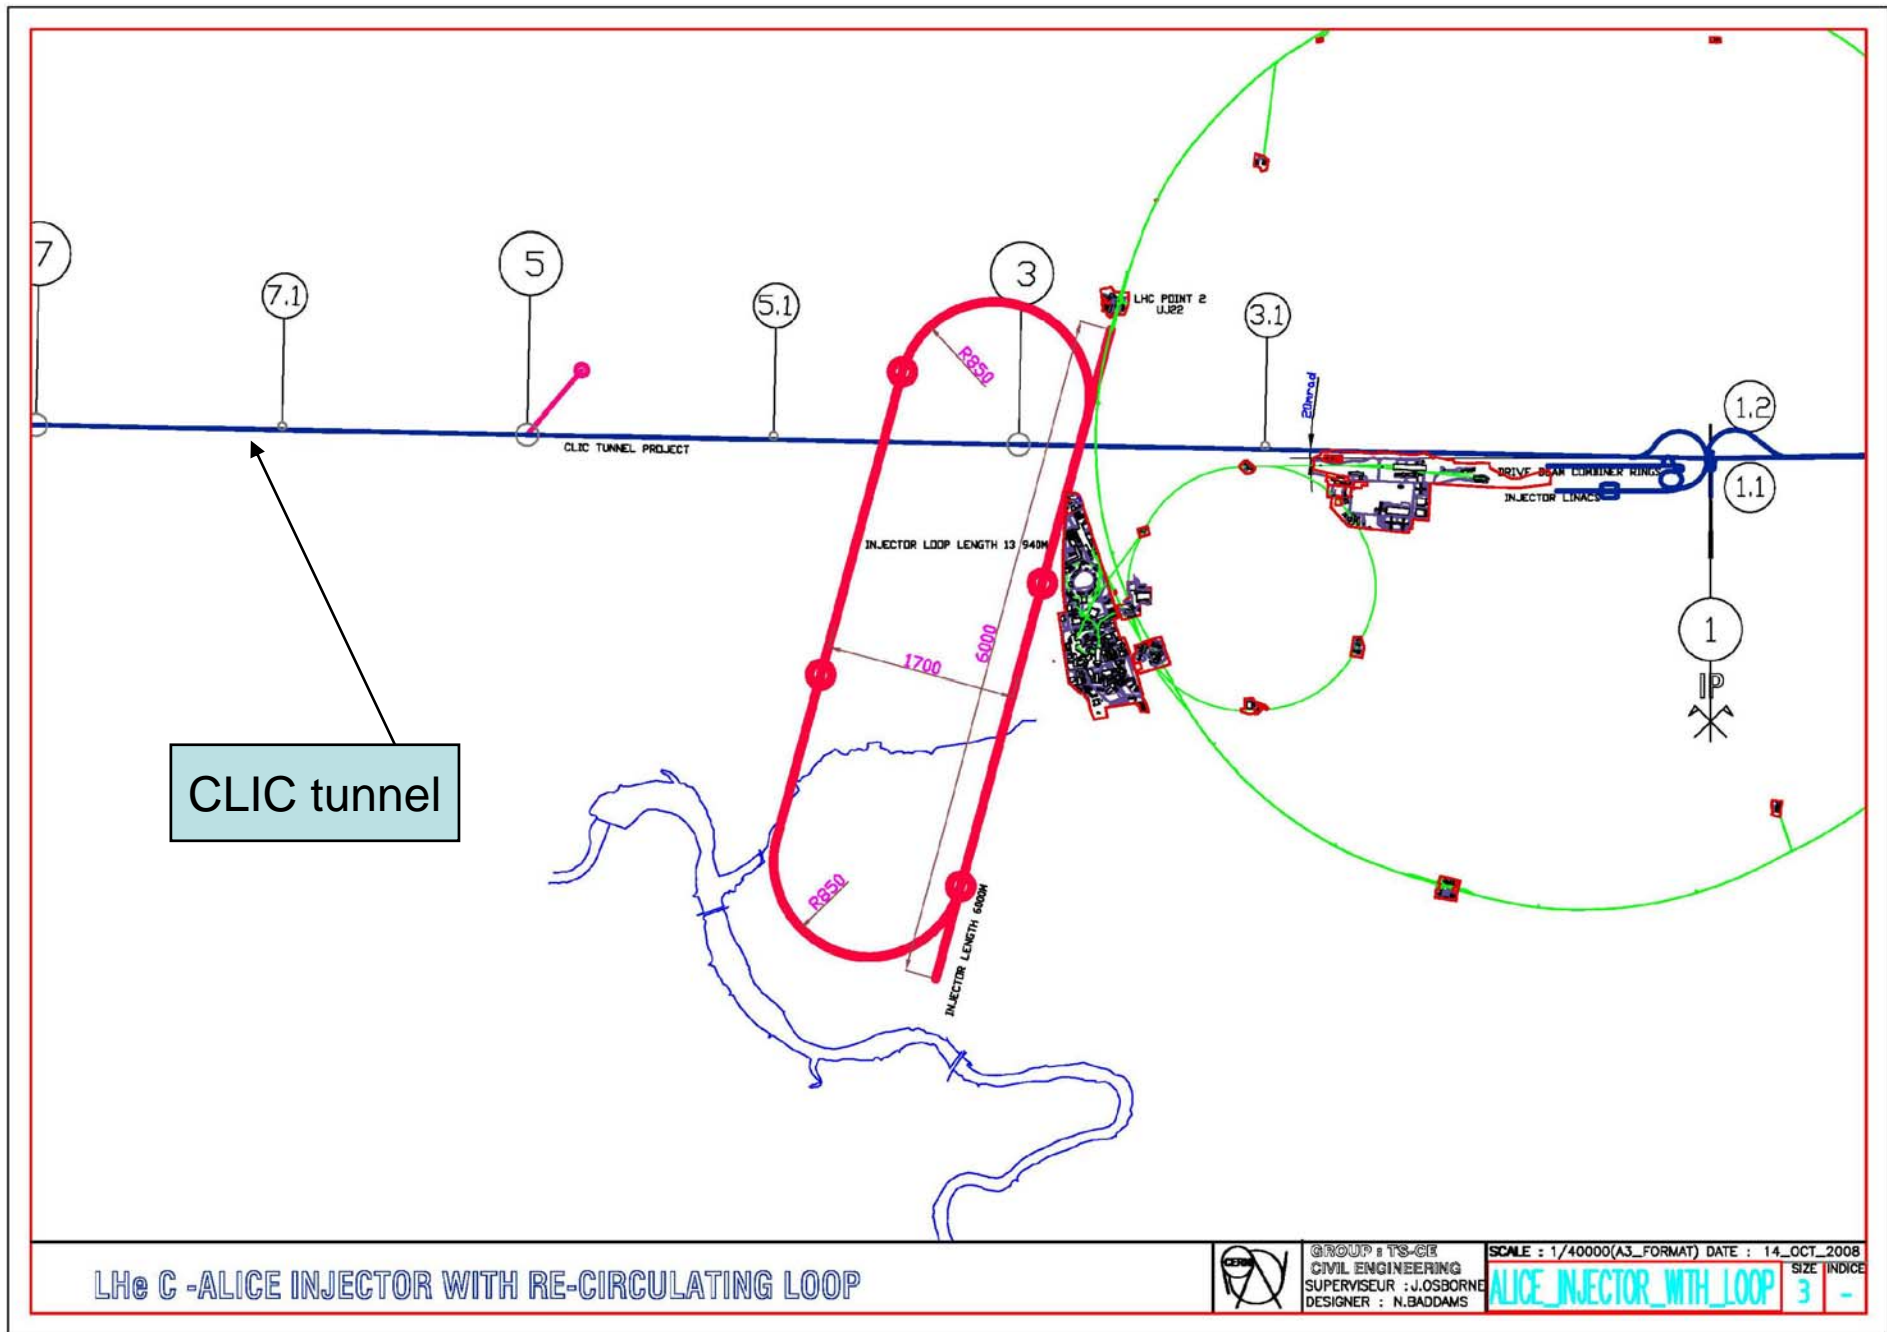 7
7.1
5
5.1
3
3.1
LHC POINT 2
UJ22
R850
20mrad
1.2
CLIC TUNNEL PROJECT
DRIVE BEAM COMBINER RINGS
INJECTOR LINACS
1.1
INJECTOR LOOP LENGTH 13 940M
1700
6000
1
IP
CLIC tunnel
R850
INJECTOR LENGTH 6000M
LHe C -ALICE INJECTOR WITH RE-CIRCULATING LOOP
CERN
GROUP : TS-CE
CIVIL ENGINEERING
SUPERVISEUR : J.OSBORNE
DESIGNER : N.BADDAMS
SCALE : 1/40000(A3_FORMAT) DATE : 14_OCT_2008
ALICE_INJECTOR_WITH_LOOP
SIZE
3
INDICE
-